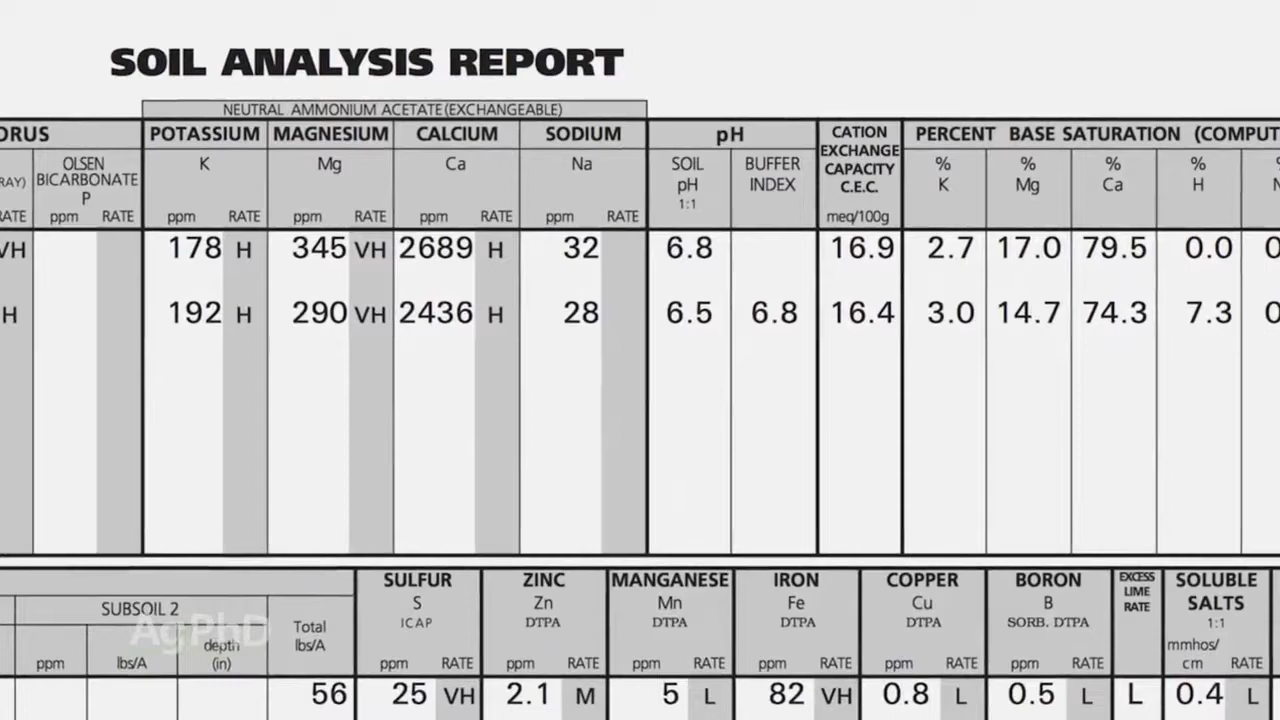 SOIL ANALYSIS REPORT
NEUTRAL AMMONIUM ACETATE (EXCHANGEABLE)
ORUS POTASSIUM MAGNESIUM CALCIUM SODIUM pH CATION EXCHANGE CAPACITY C.E.C. PERCENT BASE SATURATION (COMPUT
RAY) OLSEN BICARBONATE P K Mg Ca Na SOIL pH 1:1 BUFFER INDEX % K % Mg % Ca % H % N
RATE ppm RATE ppm RATE ppm RATE ppm RATE ppm RATE meq/100g
VH 178 H 345 VH 2689 H 32 6.8 16.9 2.7 17.0 79.5 0.0 0
H 192 H 290 VH 2436 H 28 6.5 6.8 16.4 3.0 14.7 74.3 7.3 0
SULFUR ZINC MANGANESE IRON COPPER BORON EXCESS LIME RATE SOLUBLE SALTS
SUBSOIL 2 Total lbs/A S Zn Mn Fe Cu B 1:1
ICAP DTPA DTPA DTPA DTPA SORB. DTPA
Ag PhD
ppm lbs/A depth (in) ppm RATE ppm RATE ppm RATE ppm RATE ppm RATE ppm RATE mmhos/ cm RATE
56 25 VH 2.1 M 5 L 82 VH 0.8 L 0.5 L L 0.4 L